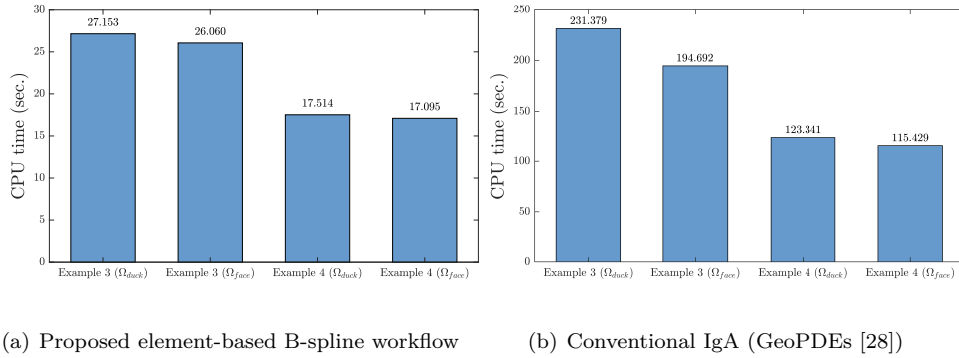 CPU time (sec.)
30
25
20
15
10
5
0
27.153
26.060
17.514
17.095
Example 3 (Ω_duck)
Example 3 (Ω_face)
Example 4 (Ω_duck)
Example 4 (Ω_face)
(a) Proposed element-based B-spline workflow
CPU time (sec.)
250
200
150
100
50
0
231.379
194.692
123.341
115.429
Example 3 (Ω_duck)
Example 3 (Ω_face)
Example 4 (Ω_duck)
Example 4 (Ω_face)
(b) Conventional IgA (GeoPDEs [28])